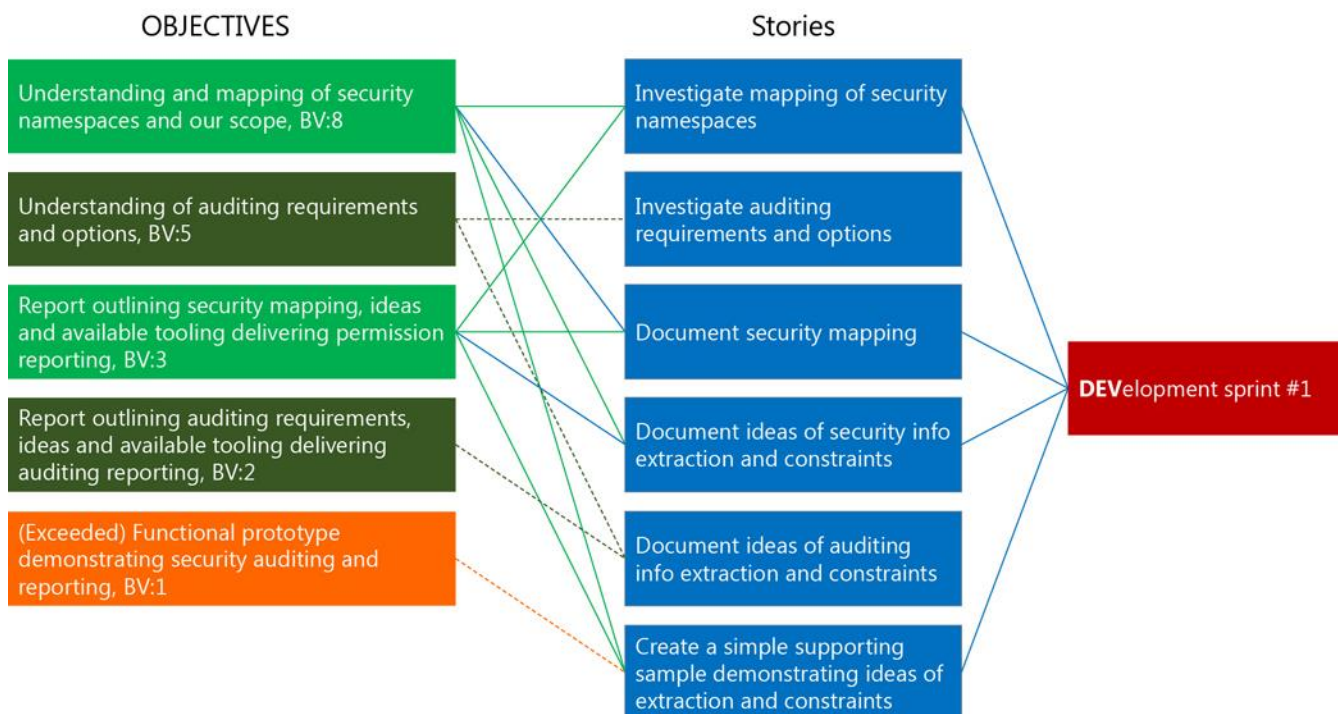 OBJECTIVES
Understanding and mapping of security
namespaces and our scope, BV:8
Understanding of auditing requirements
and options, BV:5
Report outlining security mapping, ideas
and available tooling delivering permission
reporting, BV:3
Report outlining auditing requirements,
ideas and available tooling delivering
auditing reporting, BV:2
(Exceeded) Functional prototype
demonstrating security auditing and
reporting, BV:1
Stories
Investigate mapping of security
namespaces
Investigate auditing
requirements and options
Document security mapping
Document ideas of security info
extraction and constraints
Document ideas of auditing
info extraction and constraints
Create a simple supporting
sample demonstrating ideas of
extraction and constraints
DEVelopment sprint #1